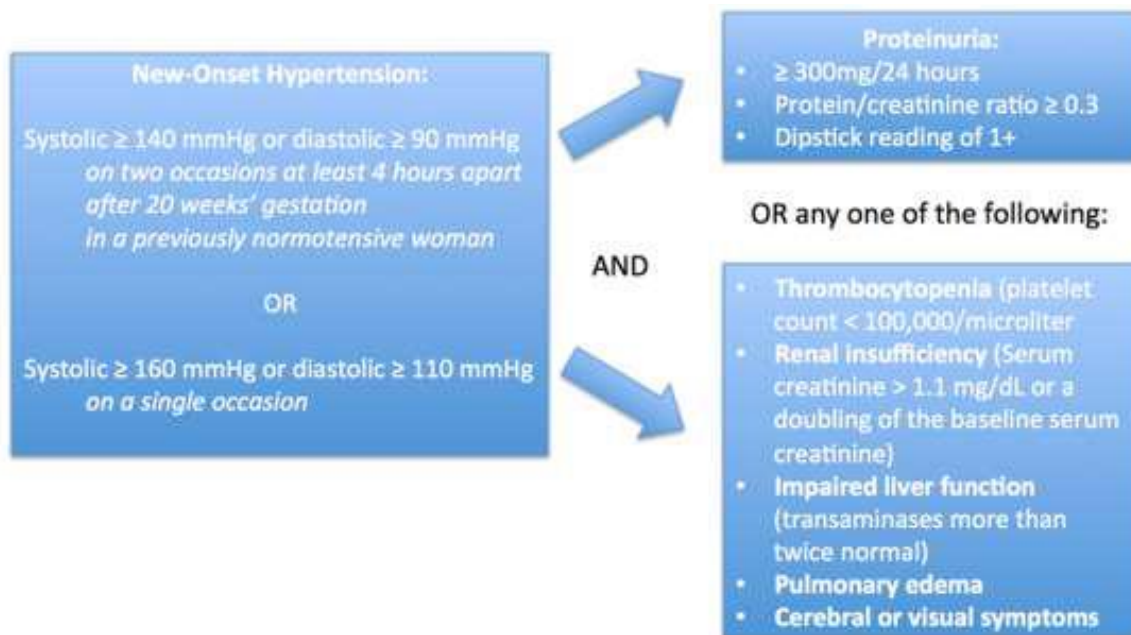 New-Onset Hypertension:
Systolic ≥ 140 mmHg or diastolic ≥ 90 mmHg
on two occasions at least 4 hours apart
after 20 weeks’ gestation
in a previously normotensive woman
OR
Systolic ≥ 160 mmHg or diastolic ≥ 110 mmHg
on a single occasion
AND
Proteinuria:
• ≥ 300mg/24 hours
• Protein/creatinine ratio ≥ 0.3
• Dipstick reading of 1+
OR any one of the following:
• Thrombocytopenia (platelet
count < 100,000/microliter
• Renal insufficiency (Serum
creatinine > 1.1 mg/dL or a
doubling of the baseline serum
creatinine)
• Impaired liver function
(transaminases more than
twice normal)
• Pulmonary edema
• Cerebral or visual symptoms